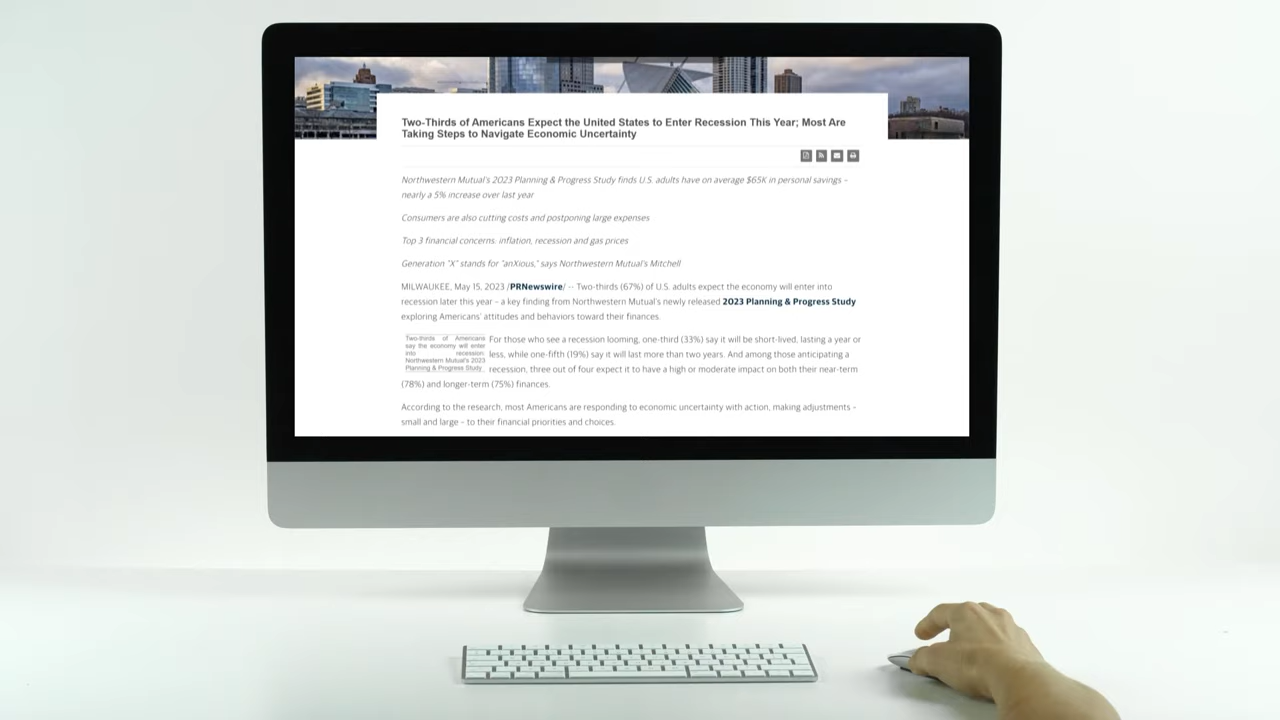 Two-Thirds of Americans Expect the United States to Enter Recession This Year; Most Are
Taking Steps to Navigate Economic Uncertainty
Northwestern Mutual's 2023 Planning & Progress Study finds U.S. adults have on average $65K in personal savings –
nearly a 5% increase over last year
Consumers are also cutting costs and postponing large expenses
Top 3 financial concerns: inflation, recession and gas prices
Generation "X" stands for "anXious," says Northwestern Mutual's Mitchell
MILWAUKEE, May 15, 2023 /PRNewswire/ -- Two-thirds (67%) of U.S. adults expect the economy will enter into
recession later this year – a key finding from Northwestern Mutual's newly released 2023 Planning & Progress Study
exploring Americans' attitudes and behaviors toward their finances.
Two-thirds of Americans
say the economy will enter
into recession:
Northwestern Mutual's 2023
Planning & Progress Study
For those who see a recession looming, one-third (33%) say it will be short-lived, lasting a year or
less, while one-fifth (19%) say it will last more than two years. And among those anticipating a
recession, three out of four expect it to have a high or moderate impact on both their near-term
(78%) and longer-term (75%) finances.
According to the research, most Americans are responding to economic uncertainty with action, making adjustments –
small and large – to their financial priorities and choices.